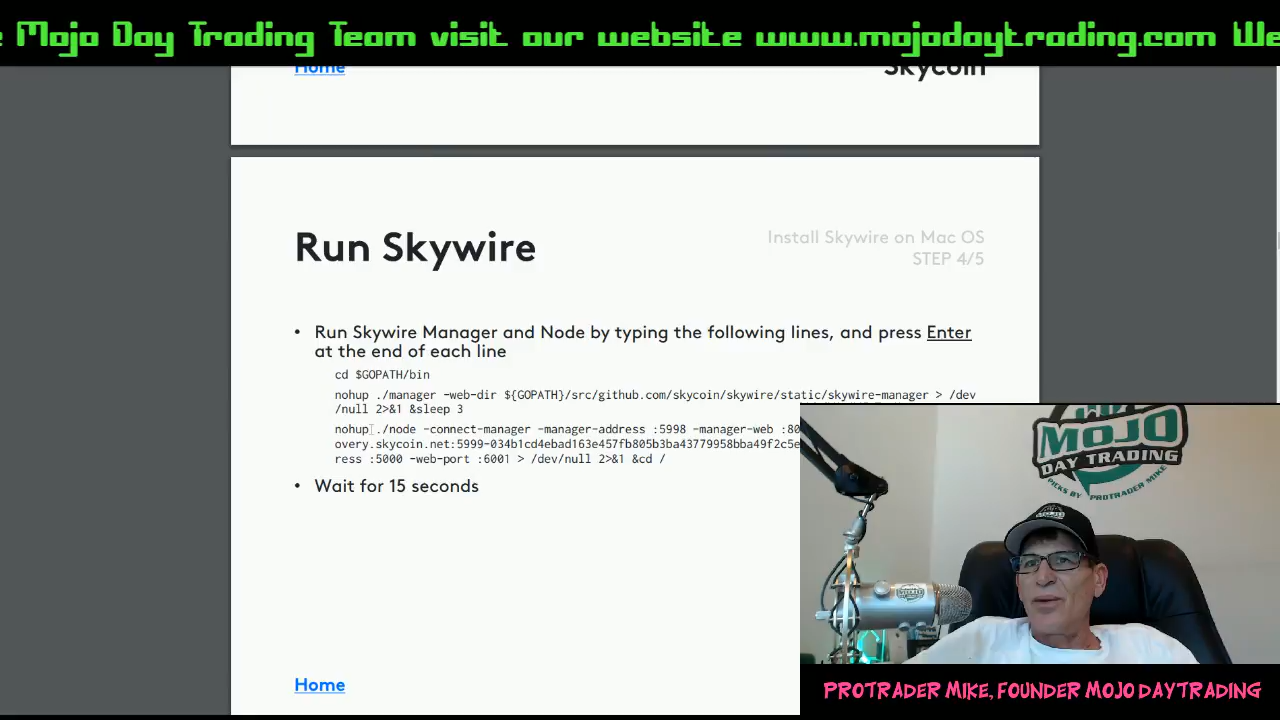 Mojo Day Trading Team visit our website www.mojodaytrading.com We
Home
Skycoin
Run Skywire
Install Skywire on Mac OS
STEP 4/5
• Run Skywire Manager and Node by typing the following lines, and press Enter
at the end of each line
cd $GOPATH/bin
nohup ./manager -web-dir ${GOPATH}/src/github.com/skycoin/skywire/static/skywire-manager > /dev
/null 2>&1 &sleep 3
nohup ./node -connect-manager -manager-address :5998 -manager-web :80
overy.skycoin.net:5999-034b1cd4ebad163e457fb805b3ba43779958bba49f2c5e
ress :5000 -web-port :6001 > /dev/null 2>&1 &cd /
• Wait for 15 seconds
Home
MOJO
DAY TRADING
PICKS BY PROTRADER MIKE
PROTRADER MIKE, FOUNDER MOJO DAYTRADING